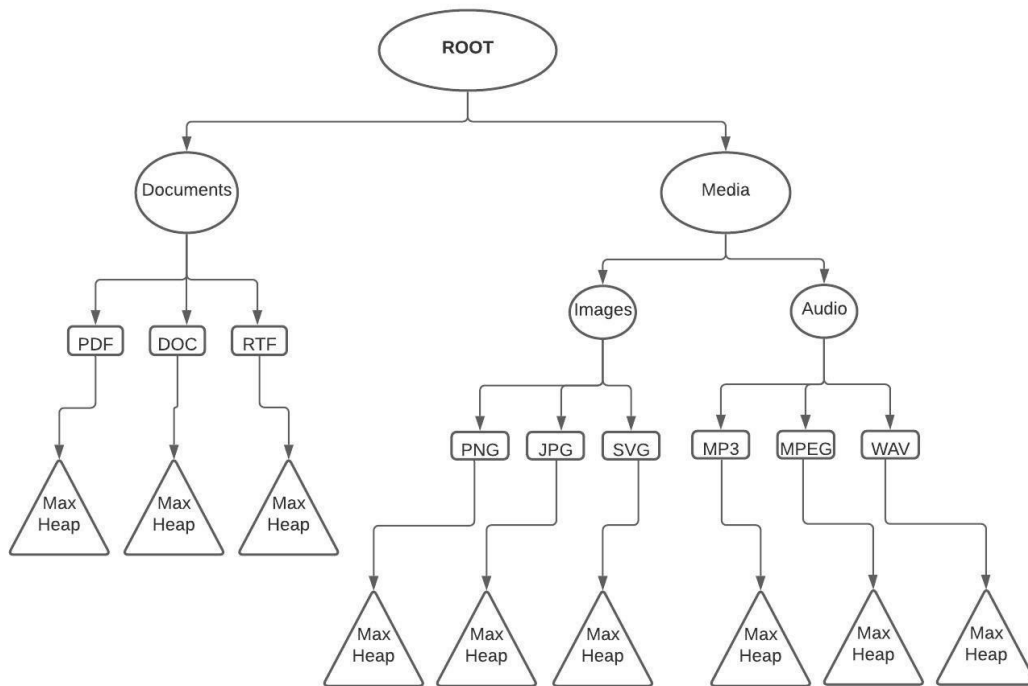 ROOT
Documents
Media
Images
Audio
PDF
DOC
RTF
PNG
JPG
SVG
MP3
MPEG
WAV
Max
Heap
Max
Heap
Max
Heap
Max
Heap
Max
Heap
Max
Heap
Max
Heap
Max
Heap
Max
Heap